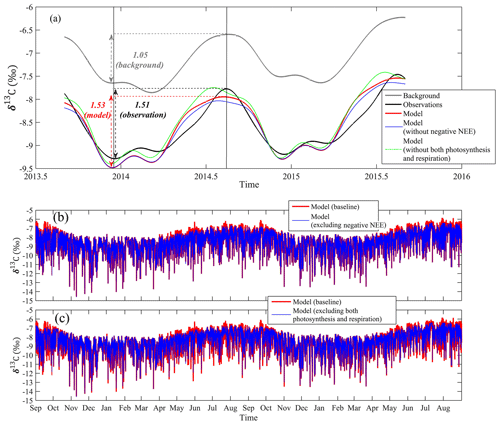 (a)
-6
-6.5
-7
-7.5
-8
-8.5
-9
-9.5
δ¹³C (‰)
1.05
(background)
1.53
(model)
1.51
(observation)
Background
Observations
Model
Model
(without negative NEE)
Model
(without both photosynthesis
and respiration)
2013.5
2014
2014.5
2015
2015.5
2016
Time
(b)
-5
-6
-7
-8
-9
-10
-11
-12
-13
-14
-15
δ¹³C (‰)
Model (baseline)
Model
(excluding negative NEE)
(c)
-5
-6
-7
-8
-9
-10
-11
-12
-13
-14
-15
δ¹³C (‰)
Model (baseline)
Model (excluding both
photosynthesis and respiration)
Sep Oct Nov Dec Jan Feb Mar Apr May Jun Jul Aug Sep Oct Nov Dec Jan Feb Mar Apr May Jun Jul Aug
Time